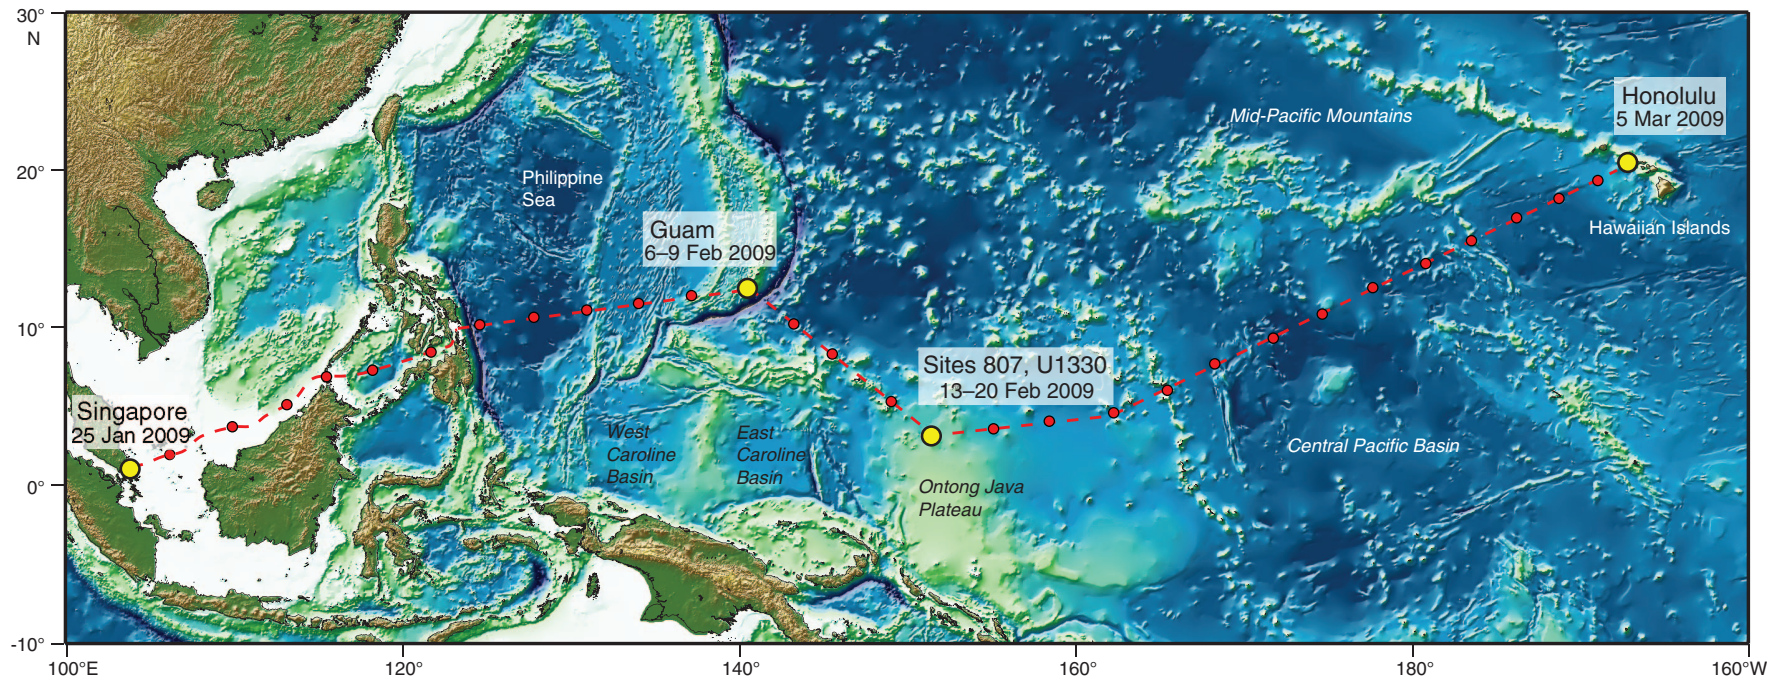 30°
N
20°
10°
0°
-10°
100°E
120°
140°
160°
180°
160°W
Mid-Pacific Mountains
Honolulu
5 Mar 2009
Philippine
Sea
Guam
6–9 Feb 2009
Hawaiian Islands
Sites 807, U1330
13–20 Feb 2009
Singapore
25 Jan 2009
West
Caroline
Basin
East
Caroline
Basin
Central Pacific Basin
Ontong Java
Plateau